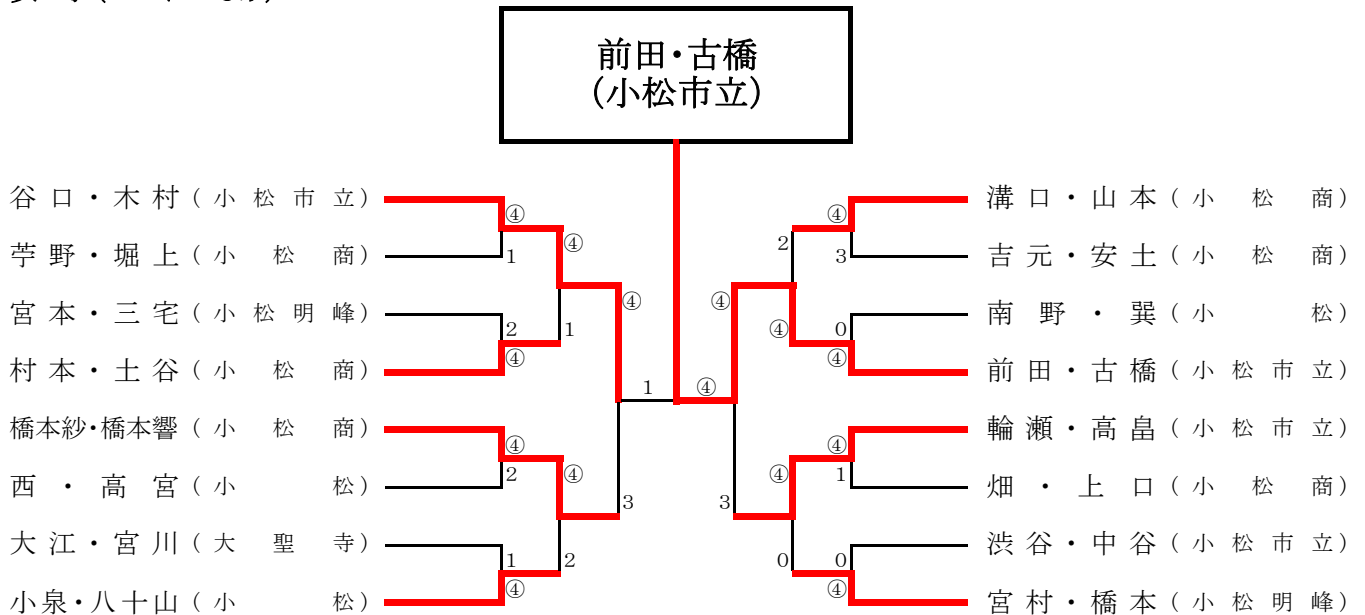 前田・古橋
(小松市立)
谷口・木村(小松市立)
溝口・山本(小松商)
④
④
苧野・堀上(小松商)
1
④
2
3
吉元・安土(小松商)
④
④
宮本・三宅(小松明峰)
2
1
④
0
南野・巽(小松)
村本・土谷(小松商)
④
④
前田・古橋(小松市立)
1
④
橋本紗・橋本響(小松商)
④
④
輪瀬・高畠(小松市立)
西・高宮(小松)
2
④
3
3
④
1
畑・上口(小松商)
大江・宮川(大聖寺)
1
2
0
0
渋谷・中谷(小松市立)
小泉・八十山(小松)
④
④
宮村・橋本(小松明峰)